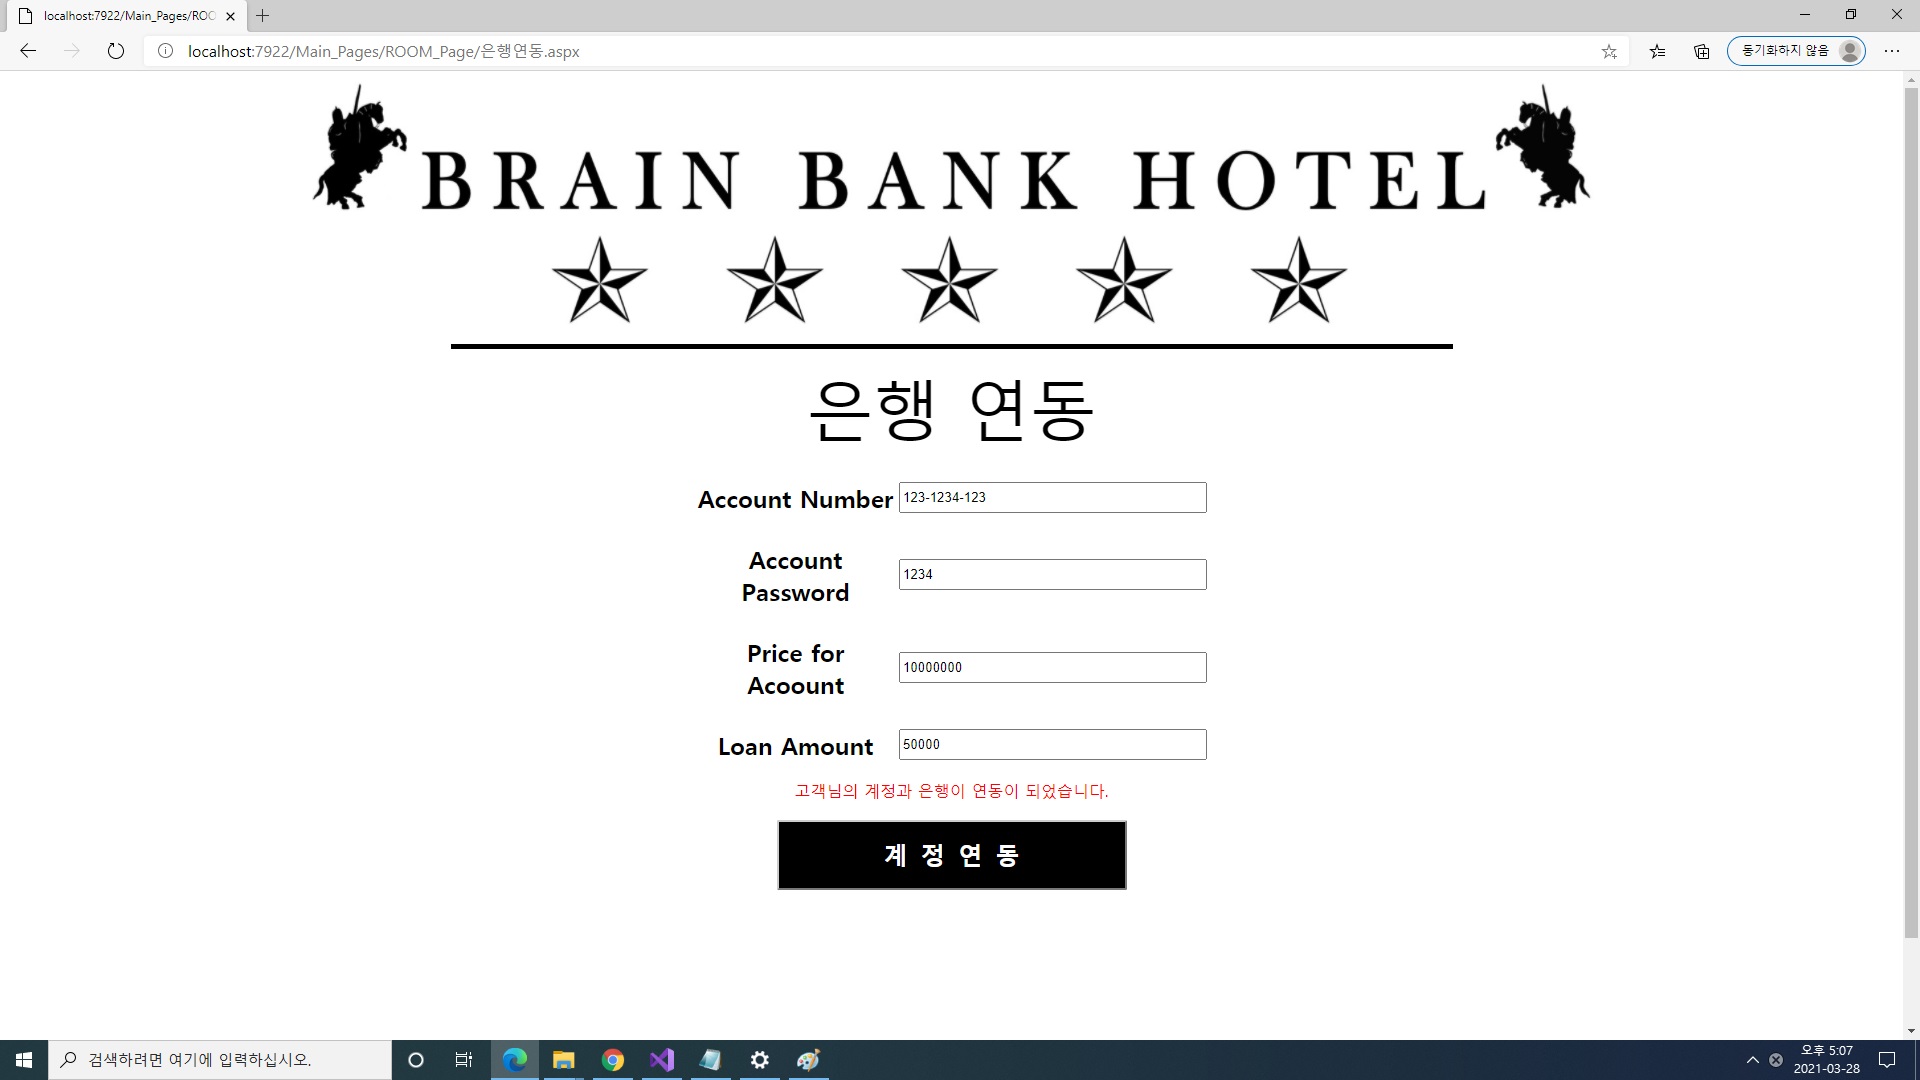 localhost:7922/Main_Pages/ROO
localhost:7922/Main_Pages/ROOM_Page/은행연동.aspx
동기화하지 않음
BRAIN BANK HOTEL
은행 연동
Account Number 123-1234-123
Account
Password
1234
Price for
Acoount
10000000
Loan Amount 50000
고객님의 계정과 은행이 연동이 되었습니다.
계 정 연 동
검색하려면 여기에 입력하십시오.
오후 5:07
2021-03-28